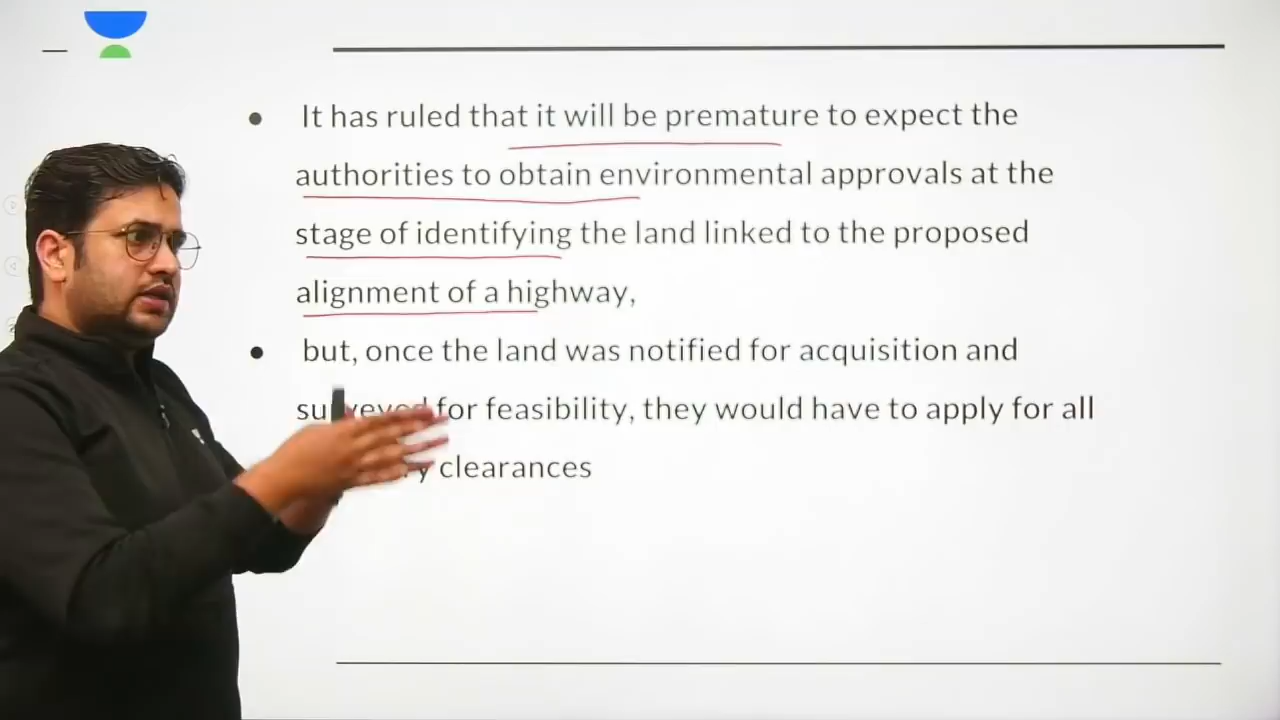 It has ruled that it will be premature to expect the
authorities to obtain environmental approvals at the
stage of identifying the land linked to the proposed
alignment of a highway,
but, once the land was notified for acquisition and
surveyed for feasibility, they would have to apply for all
clearances